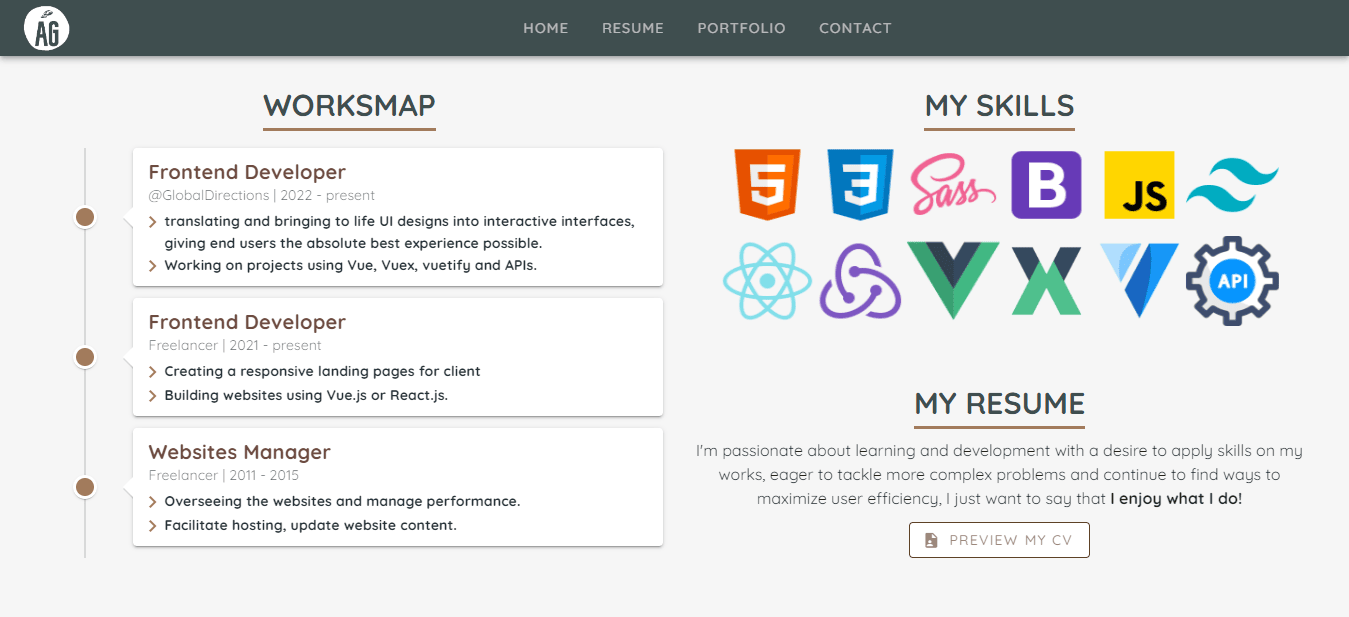 AG
HOME RESUME PORTFOLIO CONTACT
WORKSMAP
Frontend Developer
@GlobalDirections | 2022 - present
translating and bringing to life UI designs into interactive interfaces,
giving end users the absolute best experience possible.
Working on projects using Vue, Vuex, vuetify and APIs.
Frontend Developer
Freelancer | 2021 - present
Creating a responsive landing pages for client
Building websites using Vue.js or React.js.
Websites Manager
Freelancer | 2011 - 2015
Overseeing the websites and manage performance.
Facilitate hosting, update website content.
MY SKILLS
5 3 Sass B JS
API
MY RESUME
I'm passionate about learning and development with a desire to apply skills on my
works, eager to tackle more complex problems and continue to find ways to
maximize user efficiency, I just want to say that I enjoy what I do!
PREVIEW MY CV